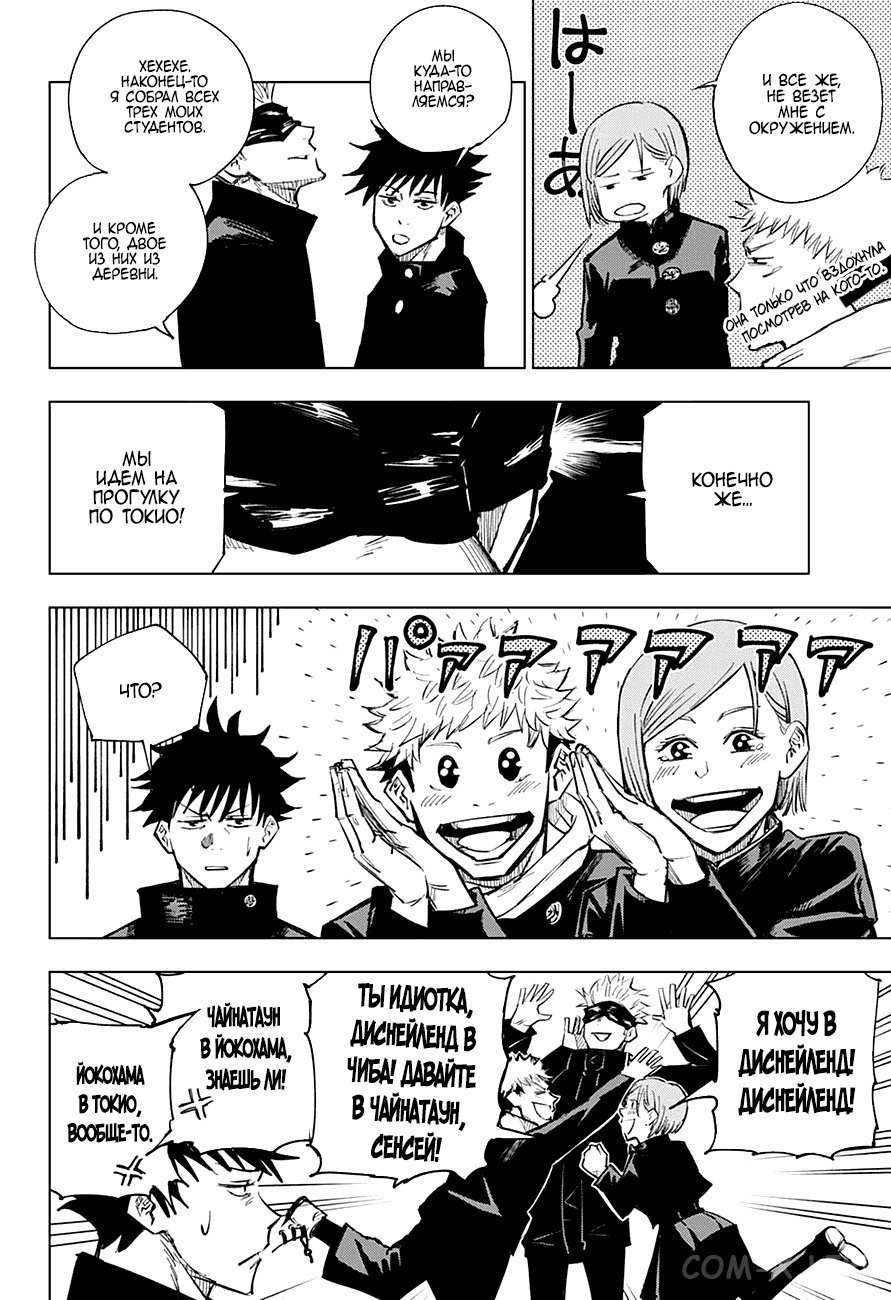 И ВСЕ ЖЕ,
НЕ ВЕЗЕТ
МНЕ С
ОКРУЖЕНИЕМ.
はーあ
ОНА ТОЛЬКО ЧТО ВЗДОХНУЛА
ПОСМОТРЕВ НА КОГО-ТО.
МЫ
КУДА-ТО
НАПРАВ-
ЛЯЕМСЯ?
ХЕХЕХЕ.
НАКОНЕЦ-ТО
Я СОБРАЛ ВСЕХ
ТРЕХ МОИХ
СТУДЕНТОВ.
И КРОМЕ
ТОГО, ДВОЕ
ИЗ НИХ ИЗ
ДЕРЕВНИ.
КОНЕЧНО
ЖЕ...
МЫ
ИДЕМ НА
ПРОГУЛКУ
ПО ТОКИО!
パァァァァァァ
ЧТО?
Я ХОЧУ В
ДИСНЕЙЛЕНД!
ДИСНЕЙЛЕНД!
ТЫ ИДИОТКА,
ДИСНЕЙЛЕНД В
ЧИБА! ДАВАЙТЕ
В ЧАЙНАТАУН,
СЕНСЕЙ!
ЧАЙНАТАУН
В ЙОКОХАМА,
ЗНАЕШЬ ЛИ!
ЙОКОХАМА
В ТОКИО,
ВООБЩЕ-ТО.